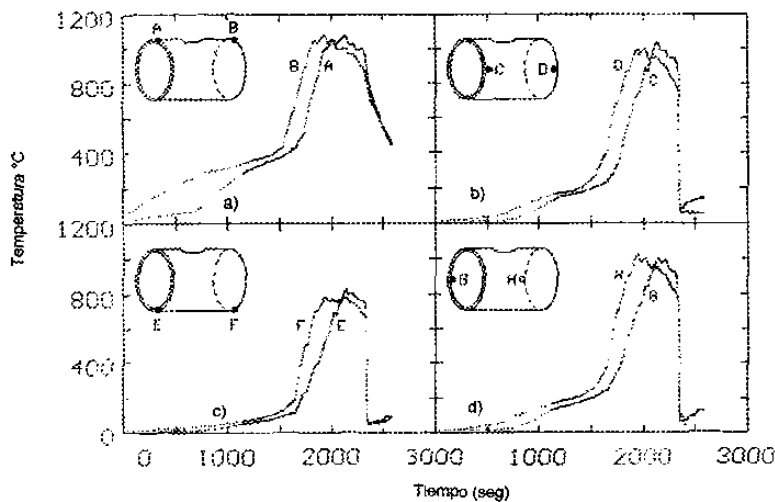 1200
800
400
Temperatura °C
A B
B A
a)
C D
D C
b)
1200
800
400
0
E F
F E
c)
G H
H G
d)
0 1000 2000 3000 1000 2000 3000
Tiempo (seg)